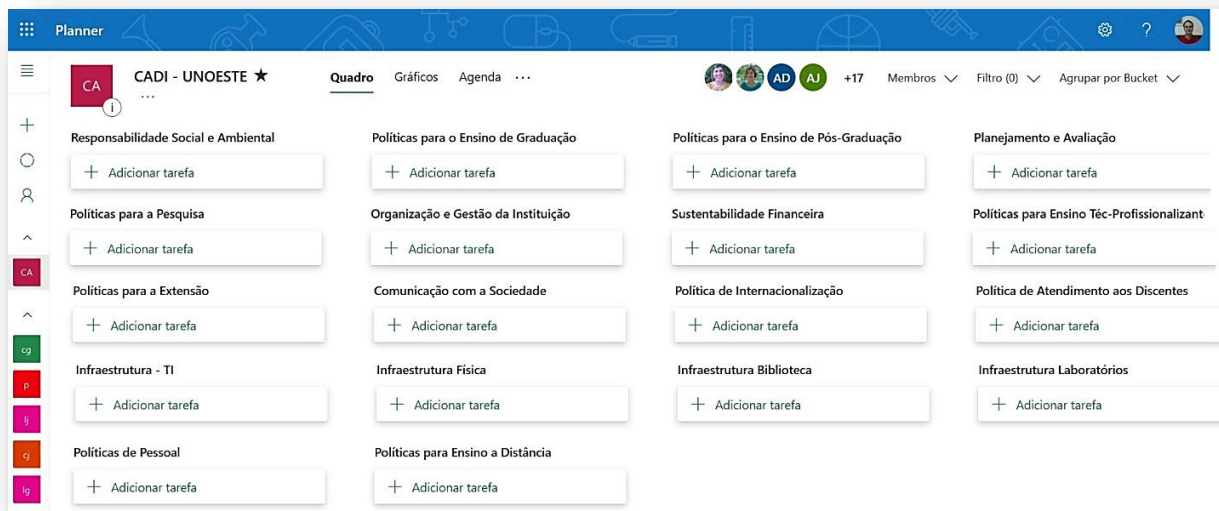 Planner
?
CA CADI - UNOESTE ★ Quadro Gráficos Agenda ··· AD AJ +17 Membros Filtro (0) Agrupar por Bucket
i ···
Responsabilidade Social e Ambiental Políticas para o Ensino de Graduação Políticas para o Ensino de Pós-Graduação Planejamento e Avaliação
+ Adicionar tarefa + Adicionar tarefa + Adicionar tarefa + Adicionar tarefa
Políticas para a Pesquisa Organização e Gestão da Instituição Sustentabilidade Financeira Políticas para Ensino Téc-Profissionalizant
+ Adicionar tarefa + Adicionar tarefa + Adicionar tarefa + Adicionar tarefa
CA
Políticas para a Extensão Comunicação com a Sociedade Política de Internacionalização Política de Atendimento aos Discentes
+ Adicionar tarefa + Adicionar tarefa + Adicionar tarefa + Adicionar tarefa
cg
Infraestrutura - TI Infraestrutura Física Infraestrutura Biblioteca Infraestrutura Laboratórios
p
+ Adicionar tarefa + Adicionar tarefa + Adicionar tarefa + Adicionar tarefa
lj
Políticas de Pessoal Políticas para Ensino a Distância
cj
+ Adicionar tarefa + Adicionar tarefa
lg